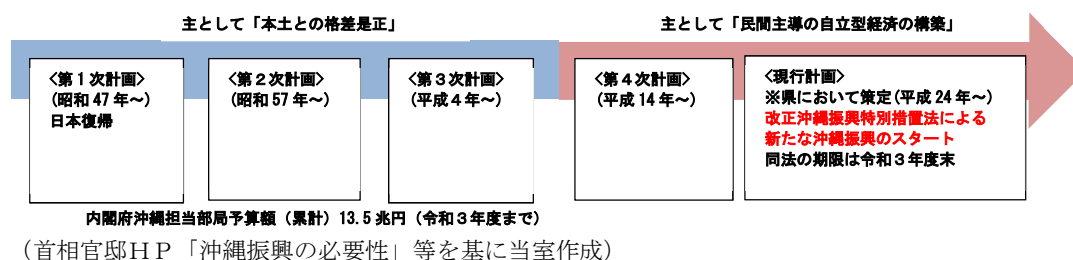 主として「本土との格差是正」
主として「民間主導の自立型経済の構築」
<第１次計画>
(昭和 47 年～)
日本復帰
<第２次計画>
(昭和 57 年～)
<第３次計画>
(平成４年～)
<第４次計画>
(平成 14 年～)
<現行計画>
※県において策定(平成 24 年～)
改正沖縄振興特別措置法による
新たな沖縄振興のスタート
同法の期限は令和３年度末
内閣府沖縄担当部局予算額（累計）13.5 兆円（令和３年度まで）
（首相官邸ＨＰ「沖縄振興の必要性」等を基に当室作成）